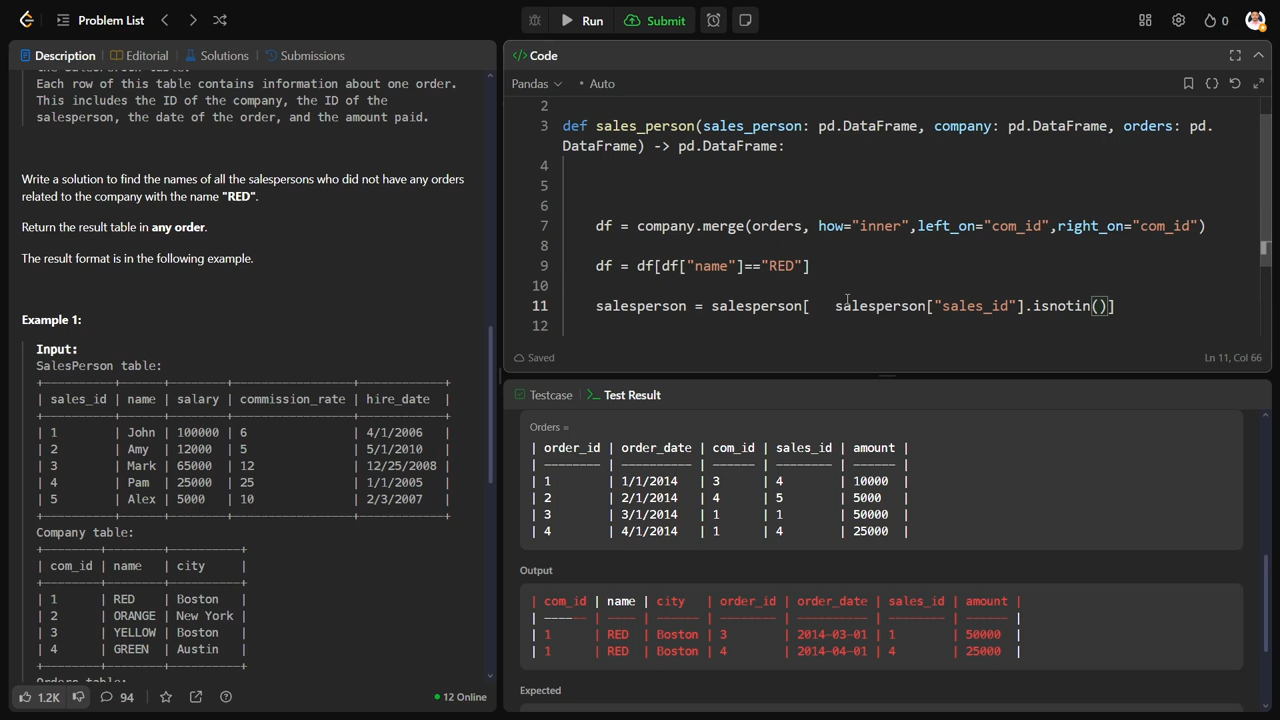 Problem List
Run
Submit
0
Description
Editorial
Solutions
Submissions
Each row of this table contains information about one order.
This includes the ID of the company, the ID of the
salesperson, the date of the order, and the amount paid.
Write a solution to find the names of all the salespersons who did not have any orders
related to the company with the name "RED".
Return the result table in any order.
The result format is in the following example.
Example 1:
Input:
SalesPerson table:
+----------+------+--------+-----------------+------------+
| sales_id | name | salary | commission_rate | hire_date |
+----------+------+--------+-----------------+------------+
| 1 | John | 100000 | 6 | 4/1/2006 |
| 2 | Amy | 12000 | 5 | 5/1/2010 |
| 3 | Mark | 65000 | 12 | 12/25/2008 |
| 4 | Pam | 25000 | 25 | 1/1/2005 |
| 5 | Alex | 5000 | 10 | 2/3/2007 |
+----------+------+--------+-----------------+------------+
Company table:
+--------+--------+----------+
| com_id | name | city |
+--------+--------+----------+
| 1 | RED | Boston |
| 2 | ORANGE | New York |
| 3 | YELLOW | Boston |
| 4 | GREEN | Austin |
+--------+--------+----------+
1.2K
94
12 Online
</> Code
Pandas
• Auto
2
3 def sales_person(sales_person: pd.DataFrame, company: pd.DataFrame, orders: pd.
DataFrame) -> pd.DataFrame:
4
5
6
7 df = company.merge(orders, how="inner",left_on="com_id",right_on="com_id")
8
9 df = df[df["name"]=="RED"]
10
11 salesperson = salesperson[ salesperson["sales_id"].isnotin()]
12
Saved
Ln 11, Col 66
Testcase
>_ Test Result
Orders =
| order_id | order_date | com_id | sales_id | amount |
| -------- | ---------- | ------ | -------- | ------ |
| 1 | 1/1/2014 | 3 | 4 | 10000 |
| 2 | 2/1/2014 | 4 | 5 | 5000 |
| 3 | 3/1/2014 | 1 | 1 | 50000 |
| 4 | 4/1/2014 | 1 | 4 | 25000 |
Output
| com_id | name | city | order_id | order_date | sales_id | amount |
| ------ | ---- | ------ | -------- | ---------- | -------- | ------ |
| 1 | RED | Boston | 3 | 2014-03-01 | 1 | 50000 |
| 1 | RED | Boston | 4 | 2014-04-01 | 4 | 25000 |
Expected